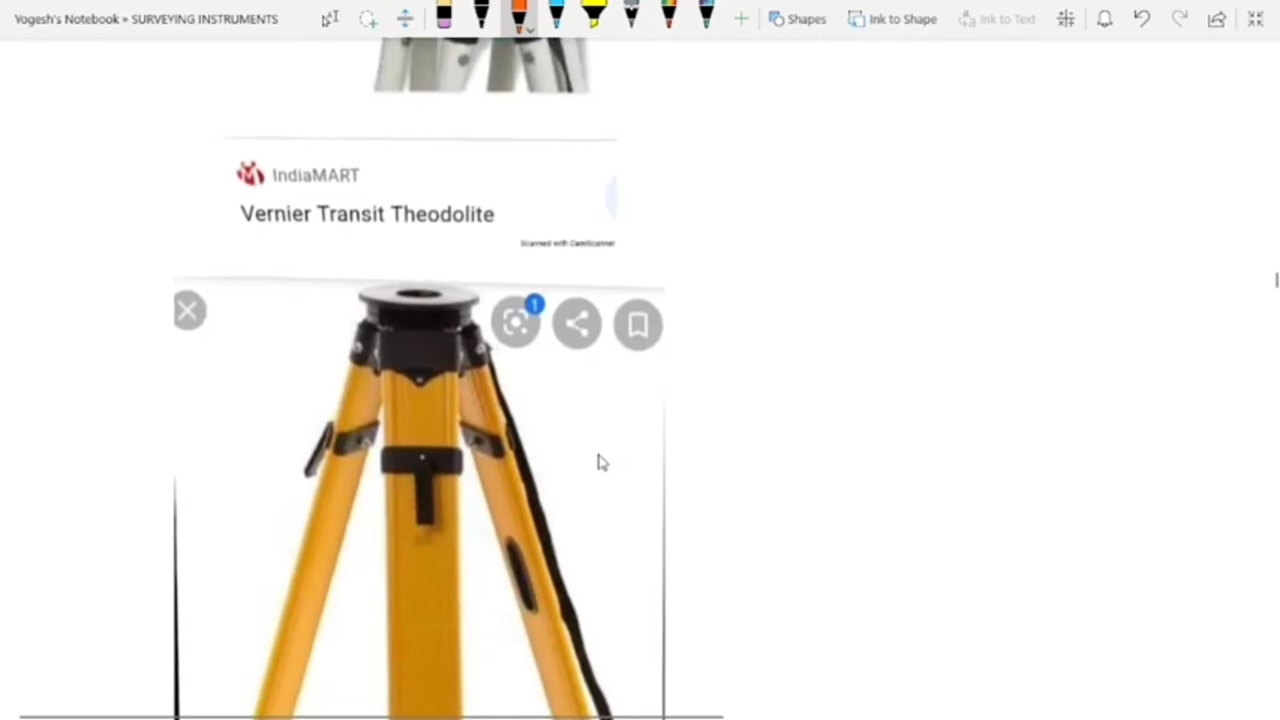 Yogesh's Notebook » SURVEYING INSTRUMENTS
Shapes
Ink to Shape
Ink to Text
IndiaMART
Vernier Transit Theodolite
Scanned with CamScanner
1